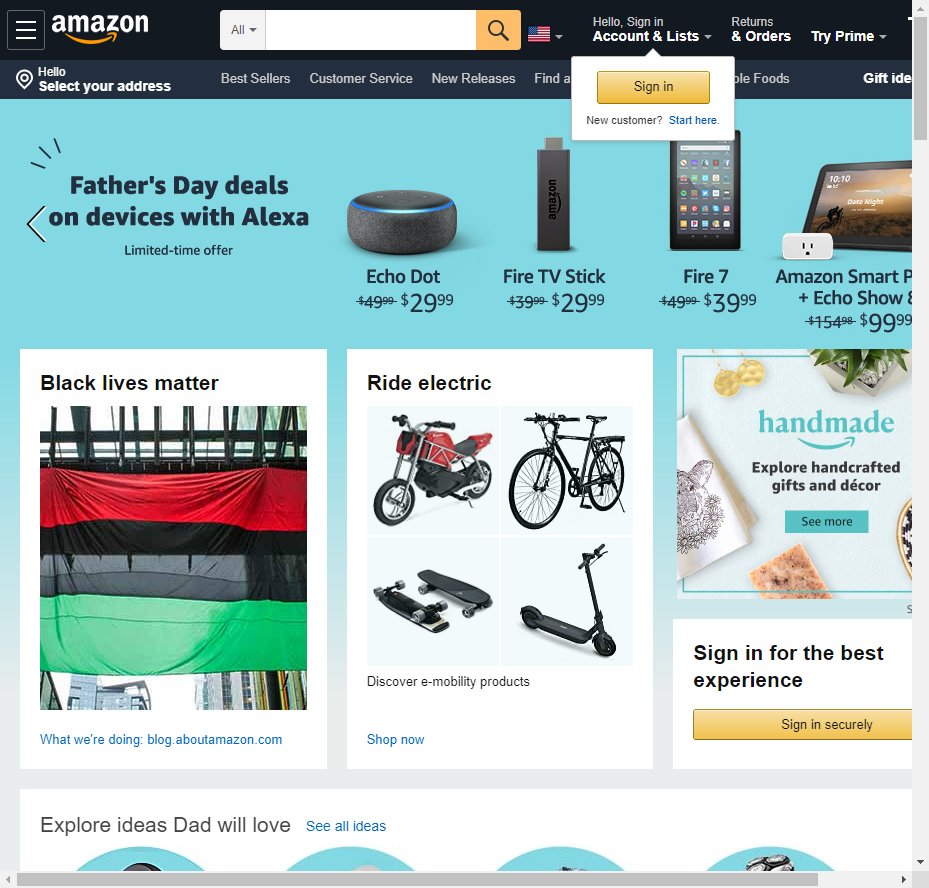 amazon
All
Hello, Sign in
Account & Lists
Returns
& Orders
Try Prime
Hello
Select your address
Best Sellers
Customer Service
New Releases
Find a
ole Foods
Gift ide
Sign in
New customer? Start here.
Father's Day deals
on devices with Alexa
Limited-time offer
amazon
10:10
Date Night
Echo Dot
$49.99 $29.99
Fire TV Stick
$39.99 $29.99
Fire 7
$49.99 $39.99
Amazon Smart P
+ Echo Show 8
$154.98 $99.99
Black lives matter
What we're doing: blog.aboutamazon.com
Ride electric
Discover e-mobility products
Shop now
handmade
Explore handcrafted
gifts and décor
See more
S
Sign in for the best
experience
Sign in securely
Explore ideas Dad will love
See all ideas